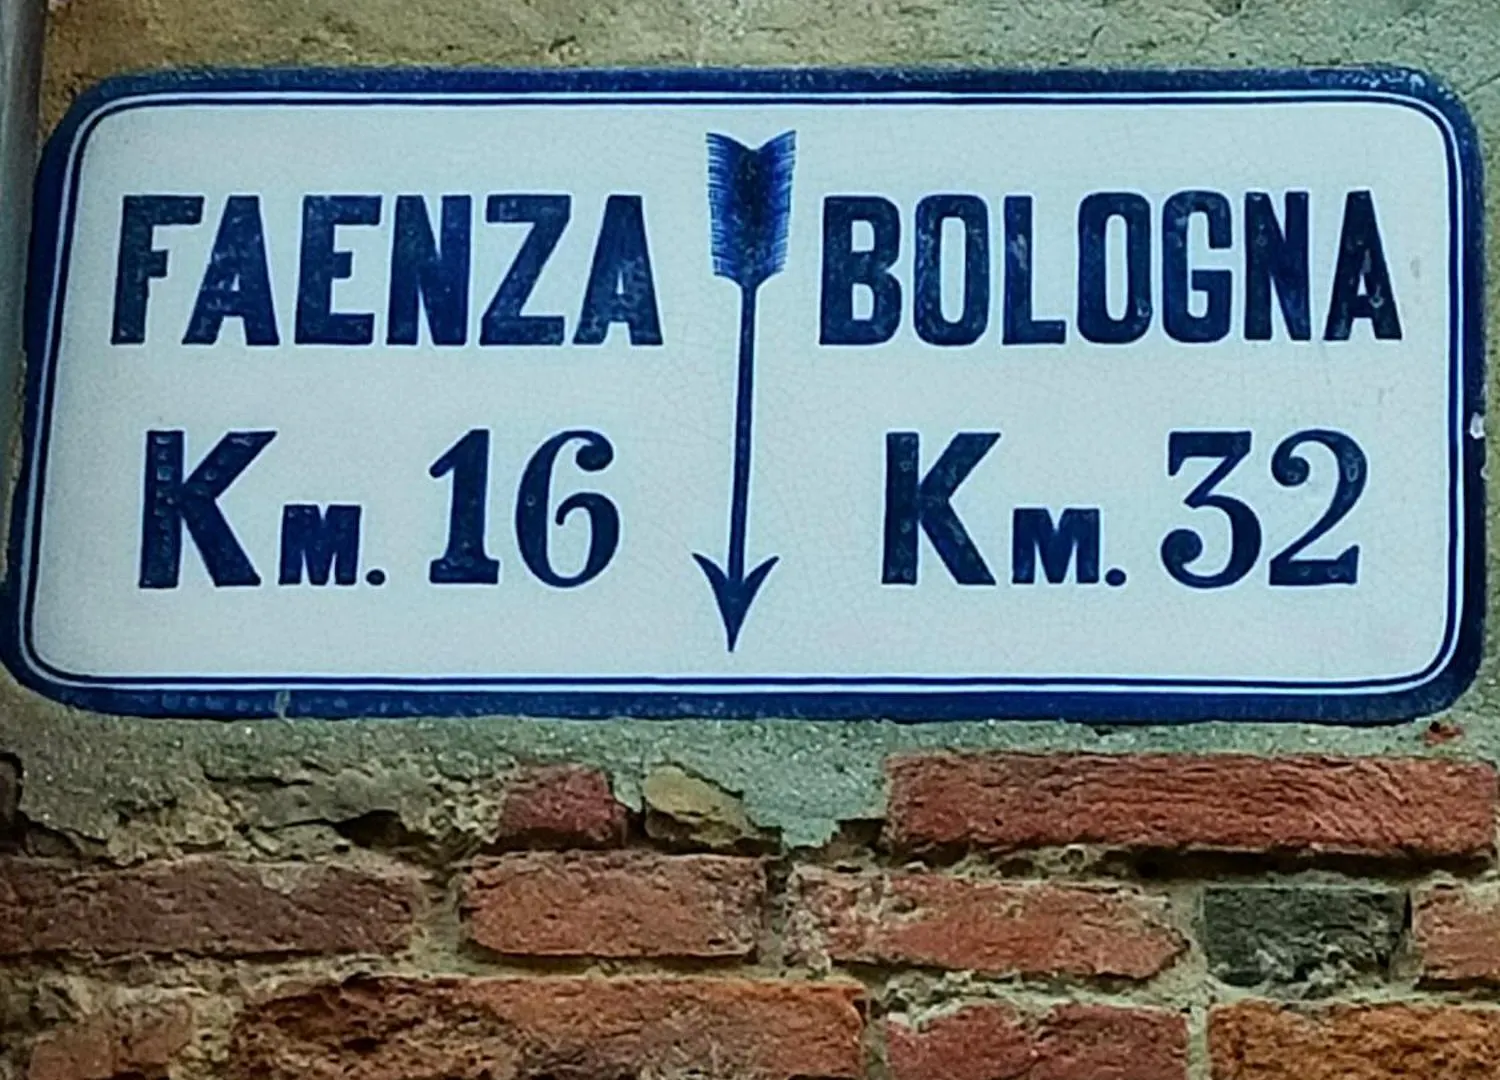 FAENZA
Km. 16
BOLOGNA
Km. 32